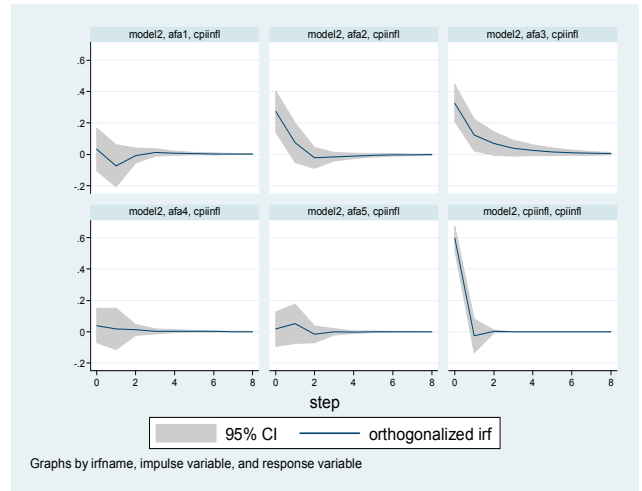 model2, afa1, cpiinfl
model2, afa2, cpiinfl
model2, afa3, cpiinfl
.6
.4
.2
0
-.2
model2, afa4, cpiinfl
model2, afa5, cpiinfl
model2, cpiinfl, cpiinfl
.6
.4
.2
0
-.2
0 2 4 6 8
0 2 4 6 8
0 2 4 6 8
step
95% CI
orthogonalized irf
Graphs by irfname, impulse variable, and response variable